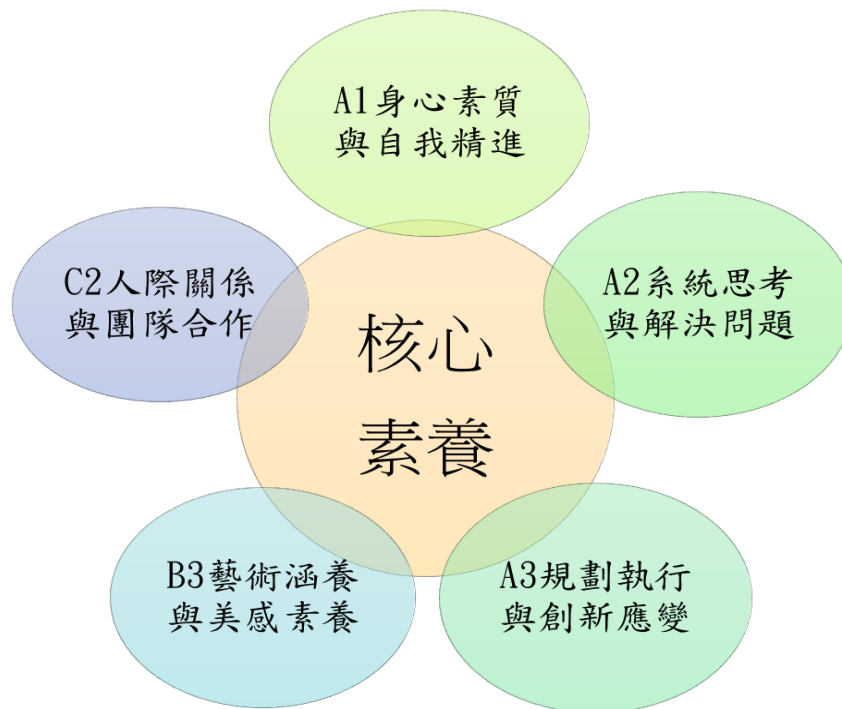 A1身心素質
與自我精進
C2人際關係
與團隊合作
A2系統思考
與解決問題
核心
素養
B3藝術涵養
與美感素養
A3規劃執行
與創新應變